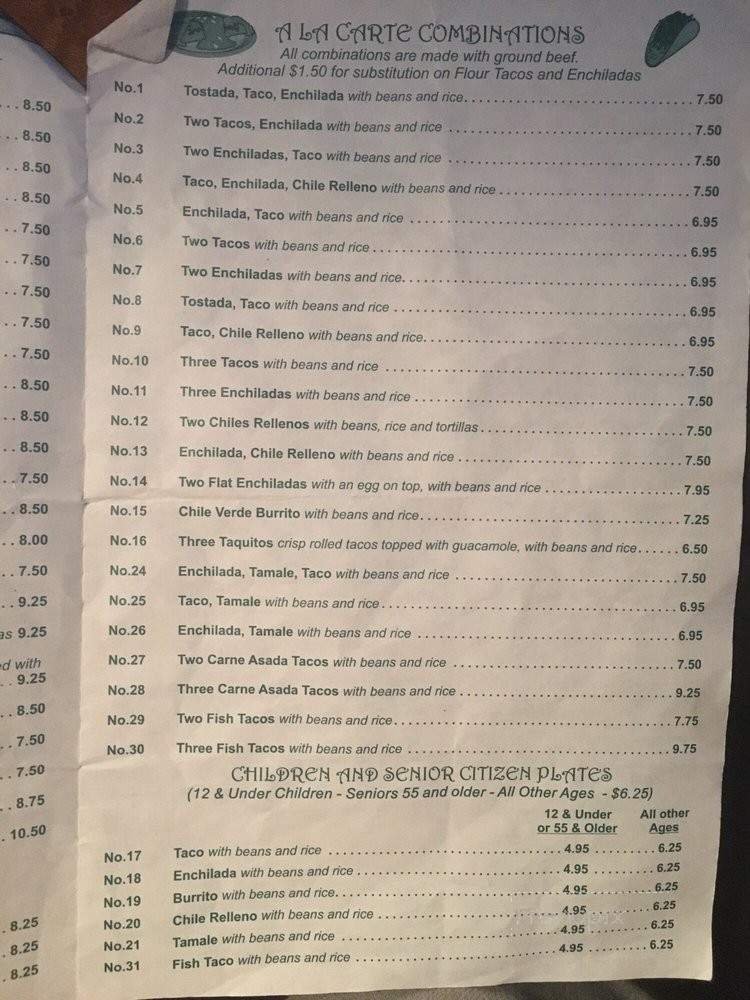 . . . 8.50
. . . 8.50
. . 8.50
. . 8.50
. . 7.50
. . 7.50
. . 7.50
. . 7.50
. . 7.50
. . 8.50
. . 8.50
. . 8.50
. . 7.50
. . 8.50
. . 8.00
. . 7.50
. . 9.25
as 9.25
ed with
. . 9.25
. . 8.50
. . 7.50
. . 7.50
. . 8.75
. 10.50
. 8.25
. 8.25
. 8.25
A LA CARTE COMBINATIONS
All combinations are made with ground beef.
Additional $1.50 for substitution on Flour Tacos and Enchiladas
No.1 Tostada, Taco, Enchilada with beans and rice. . . 7.50
No.2 Two Tacos, Enchilada with beans and rice . . . 7.50
No.3 Two Enchiladas, Taco with beans and rice . . . 7.50
No.4 Taco, Enchilada, Chile Relleno with beans and rice . . . 7.50
No.5 Enchilada, Taco with beans and rice . . . 6.95
No.6 Two Tacos with beans and rice . . . 6.95
No.7 Two Enchiladas with beans and rice. . . 6.95
No.8 Tostada, Taco with beans and rice . . . 6.95
No.9 Taco, Chile Relleno with beans and rice. . . 6.95
No.10 Three Tacos with beans and rice . . . 7.50
No.11 Three Enchiladas with beans and rice . . . 7.50
No.12 Two Chiles Rellenos with beans, rice and tortillas . . . 7.50
No.13 Enchilada, Chile Relleno with beans and rice . . . 7.50
No.14 Two Flat Enchiladas with an egg on top, with beans and rice . . . 7.95
No.15 Chile Verde Burrito with beans and rice. . . 7.25
No.16 Three Taquitos crisp rolled tacos topped with guacamole, with beans and rice. . . 6.50
No.24 Enchilada, Tamale, Taco with beans and rice . . . 7.50
No.25 Taco, Tamale with beans and rice . . . 6.95
No.26 Enchilada, Tamale with beans and rice . . . 6.95
No.27 Two Carne Asada Tacos with beans and rice . . . 7.50
No.28 Three Carne Asada Tacos with beans and rice . . . 9.25
No.29 Two Fish Tacos with beans and rice. . . 7.75
No.30 Three Fish Tacos with beans and rice . . . 9.75
CHILDREN AND SENIOR CITIZEN PLATES
(12 & Under Children - Seniors 55 and older - All Other Ages - $6.25)
12 & Under All other
or 55 & Older Ages
No.17 Taco with beans and rice . . . 4.95 . . . 6.25
No.18 Enchilada with beans and rice . . . 4.95 . . . 6.25
No.19 Burrito with beans and rice. . . 4.95 . . . 6.25
No.20 Chile Relleno with beans and rice . . . 4.95 . . . 6.25
No.21 Tamale with beans and rice . . . 4.95 . . . 6.25
No.31 Fish Taco with beans and rice . . . 4.95 . . . 6.25